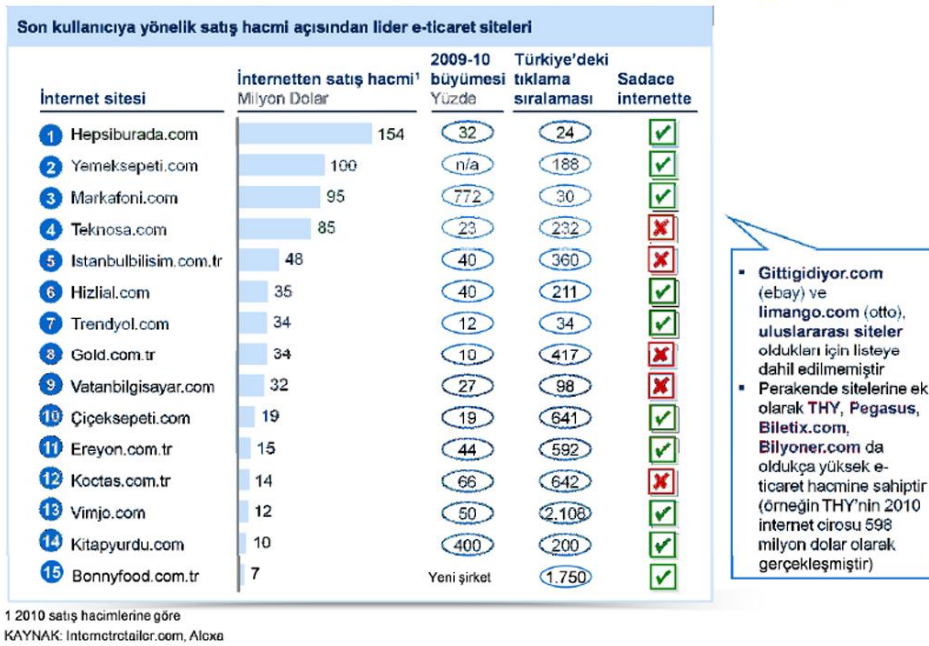 Son kullanıcıya yönelik satış hacmi açısından lider e-ticaret siteleri
İnternet sitesi
İnternetten satış hacmi¹
Milyon Dolar
2009-10
büyümesi
Yüzde
Türkiye'deki
tıklama
sıralaması
Sadace
internette
1 Hepsiburada.com 154 32 24
2 Yemeksepeti.com 100 n/a 188
3 Markafoni.com 95 772 30
4 Teknosa.com 85 23 232
5 Istanbulbilisim.com.tr 48 40 360
6 Hizlial.com 35 40 211
7 Trendyol.com 34 12 34
8 Gold.com.tr 34 10 417
9 Vatanbilgisayar.com 32 27 98
10 Çiçeksepeti.com 19 19 641
11 Ereyon.com.tr 15 44 592
12 Koctas.com.tr 14 66 642
13 Vimjo.com 12 50 2.108
14 Kitapyurdu.com 10 400 200
15 Bonnyfood.com.tr 7 Yeni şirket 1.750
▪ Gittigidiyor.com
(ebay) ve
limango.com (otto),
uluslararası siteler
oldukları için listeye
dahil edilmemiştir
▪ Perakende sitelerine ek
olarak THY, Pegasus,
Biletix.com,
Bilyoner.com da
oldukça yüksek e-
ticaret hacmine sahiptir
(örneğin THY'nin 2010
internet cirosu 598
milyon dolar olarak
gerçekleşmiştir)
1 2010 satış hacimlerine göre
KAYNAK: Internetretailer.com, Alexa